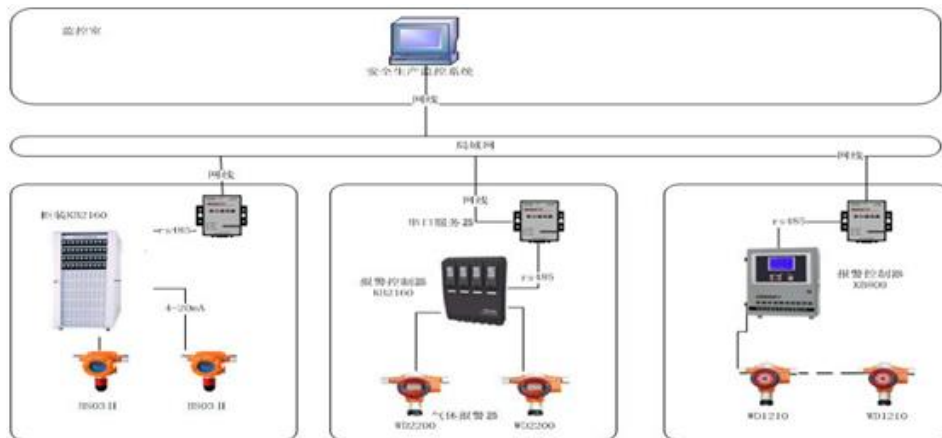 监控室
安全生产监控系统
网线
局域网
网线
网线
网线
柜装KB2160
rs485
4-20mA
BS03 II
BS03 II
串口服务器
报警控制器
KB2160
rs485
WD2200
气体报警器
WD2200
rs485
报警控制器
WD1210
WD1210